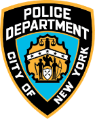 POLICE
DEPARTMENT
CITY OF
NEW YORK